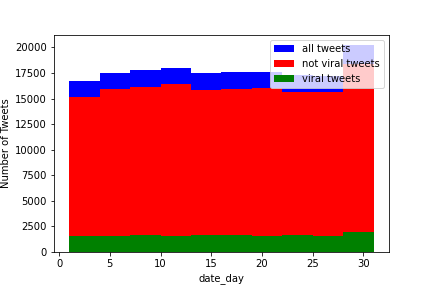 all tweets
not viral tweets
viral tweets
20000
17500
15000
12500
10000
7500
5000
2500
0
Number of Tweets
0 5 10 15 20 25 30
date_day